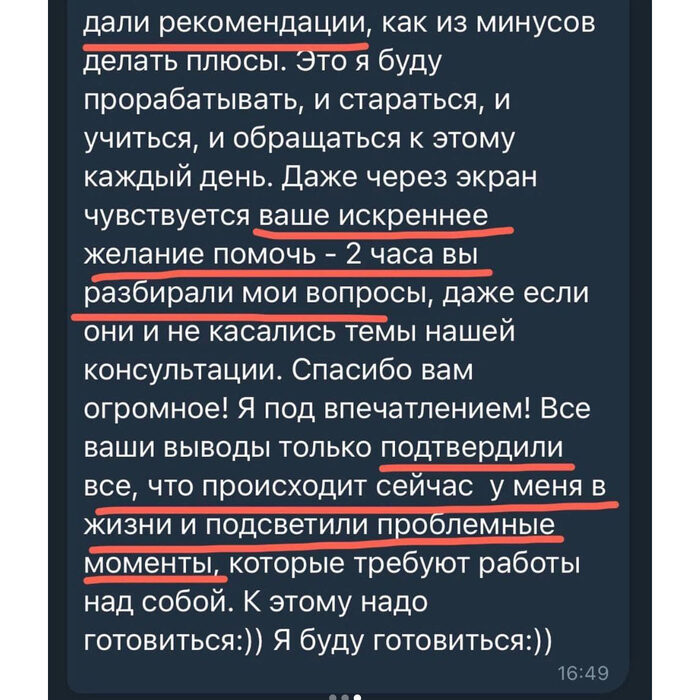 дали рекомендации, как из минусов
делать плюсы. Это я буду
прорабатывать, и стараться, и
учиться, и обращаться к этому
каждый день. Даже через экран
чувствуется ваше искреннее
желание помочь - 2 часа вы
разбирали мои вопросы, даже если
они и не касались темы нашей
консультации. Спасибо вам
огромное! Я под впечатлением! Все
ваши выводы только подтвердили
все, что происходит сейчас  у меня в
жизни и подсветили проблемные
моменты, которые требуют работы
над собой. К этому надо
готовиться:)) Я буду готовиться:))
16:49